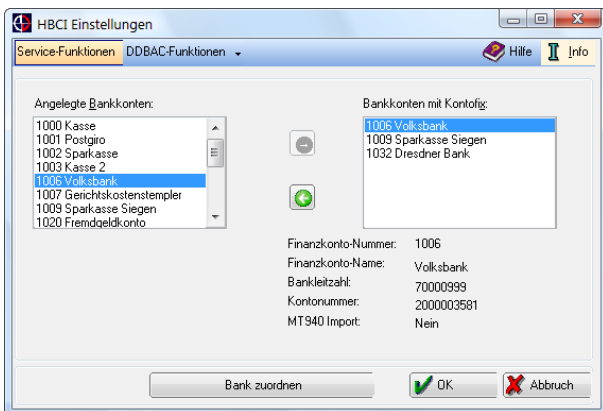 HBCI Einstellungen
Service-Funktionen DDBAC-Funktionen Hilfe Info
Angelegte Bankkonten:
1000 Kasse
1001 Postgiro
1002 Sparkasse
1003 Kasse 2
1006 Volksbank
1007 Gerichtskostenstempler
1009 Sparkasse Siegen
1020 Fremdgeldkonto
Bankkonten mit Kontofix:
1006 Volksbank
1009 Sparkasse Siegen
1032 Dresdner Bank
Finanzkonto-Nummer: 1006
Finanzkonto-Name: Volksbank
Bankleitzahl: 70000999
Kontonummer: 2000003581
MT940 Import: Nein
Bank zuordnen OK Abbruch